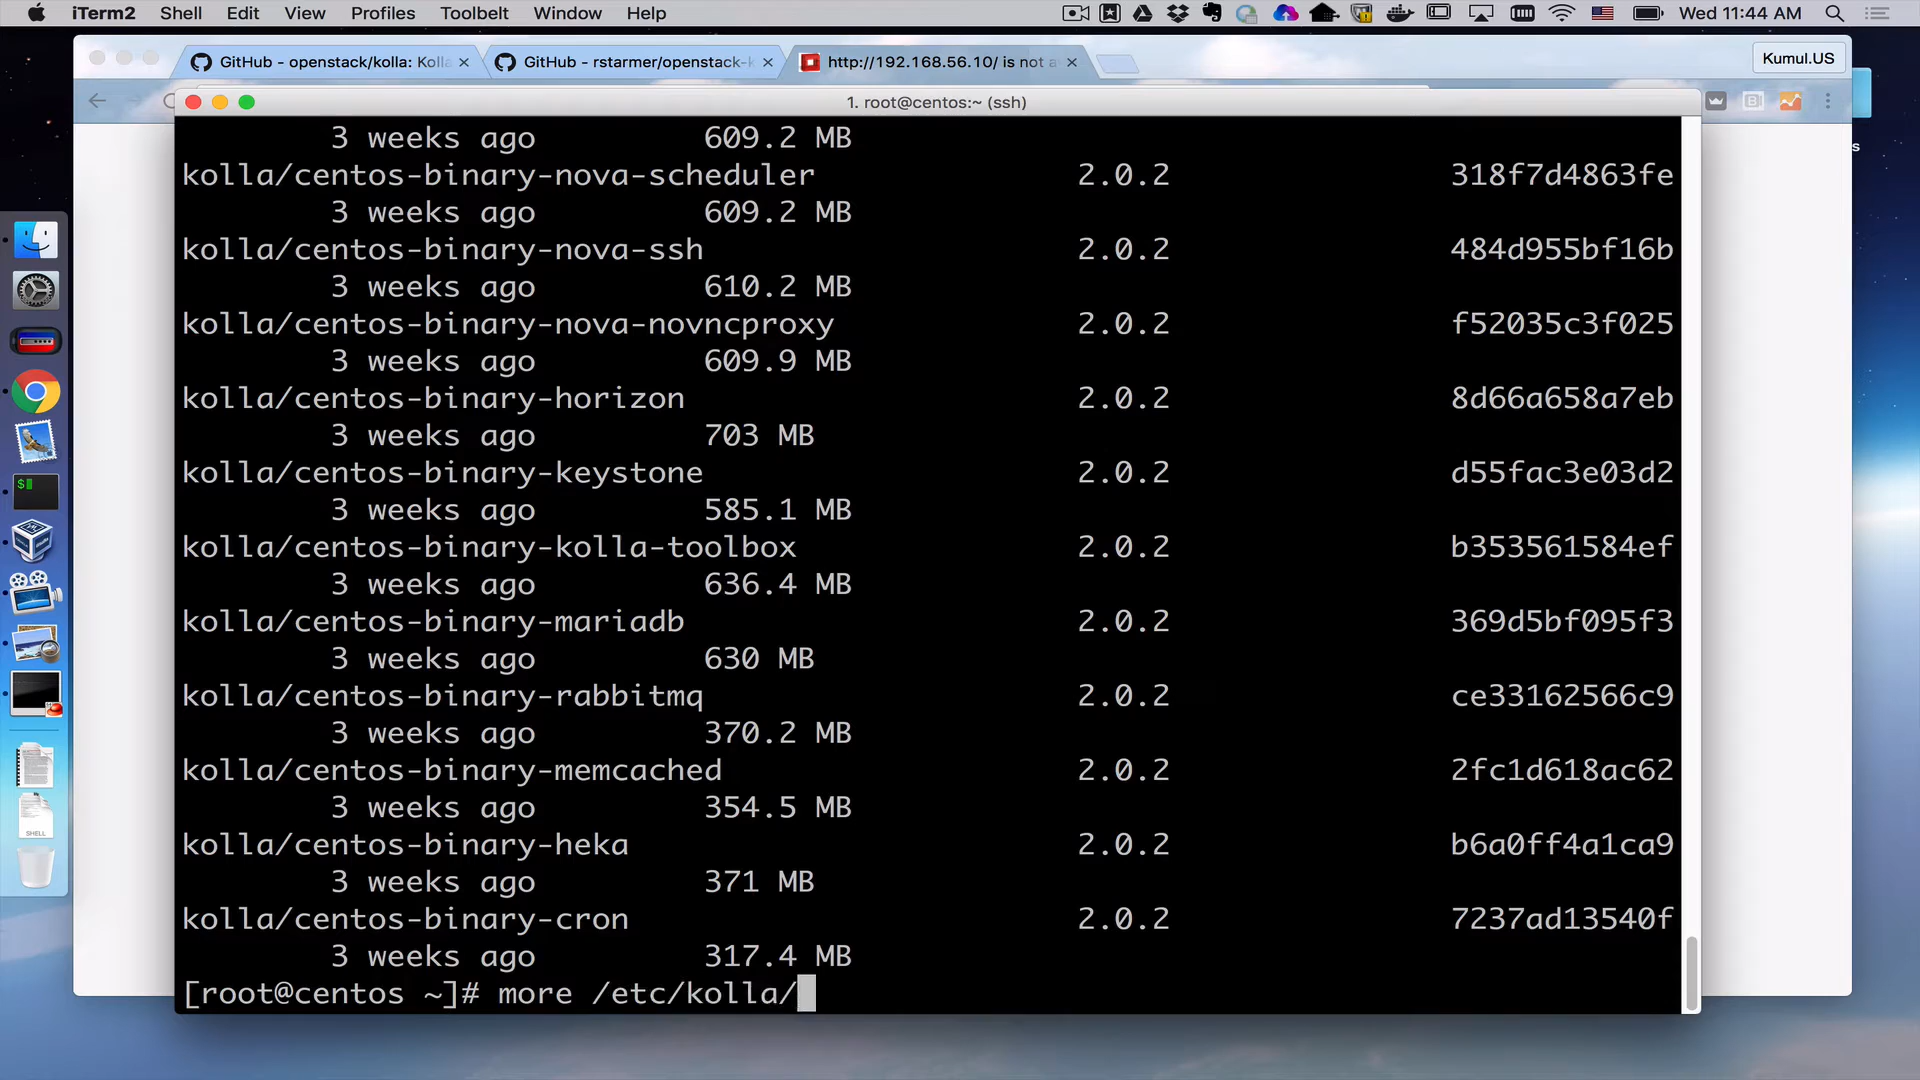 iTerm2 Shell Edit View Profiles Toolbelt Window Help Wed 11:44 AM
GitHub - openstack/kolla: Kolla GitHub - rstarmer/openstack-k http://192.168.56.10/ is not a Kumul.US
1. root@centos:~ (ssh)
3 weeks ago 609.2 MB
kolla/centos-binary-nova-scheduler 2.0.2 318f7d4863fe
3 weeks ago 609.2 MB
kolla/centos-binary-nova-ssh 2.0.2 484d955bf16b
3 weeks ago 610.2 MB
kolla/centos-binary-nova-novncproxy 2.0.2 f52035c3f025
3 weeks ago 609.9 MB
kolla/centos-binary-horizon 2.0.2 8d66a658a7eb
3 weeks ago 703 MB
kolla/centos-binary-keystone 2.0.2 d55fac3e03d2
3 weeks ago 585.1 MB
kolla/centos-binary-kolla-toolbox 2.0.2 b353561584ef
3 weeks ago 636.4 MB
kolla/centos-binary-mariadb 2.0.2 369d5bf095f3
3 weeks ago 630 MB
kolla/centos-binary-rabbitmq 2.0.2 ce33162566c9
3 weeks ago 370.2 MB
kolla/centos-binary-memcached 2.0.2 2fc1d618ac62
3 weeks ago 354.5 MB
kolla/centos-binary-heka 2.0.2 b6a0ff4a1ca9
3 weeks ago 371 MB
kolla/centos-binary-cron 2.0.2 7237ad13540f
3 weeks ago 317.4 MB
[root@centos ~]# more /etc/kolla/
SHELL